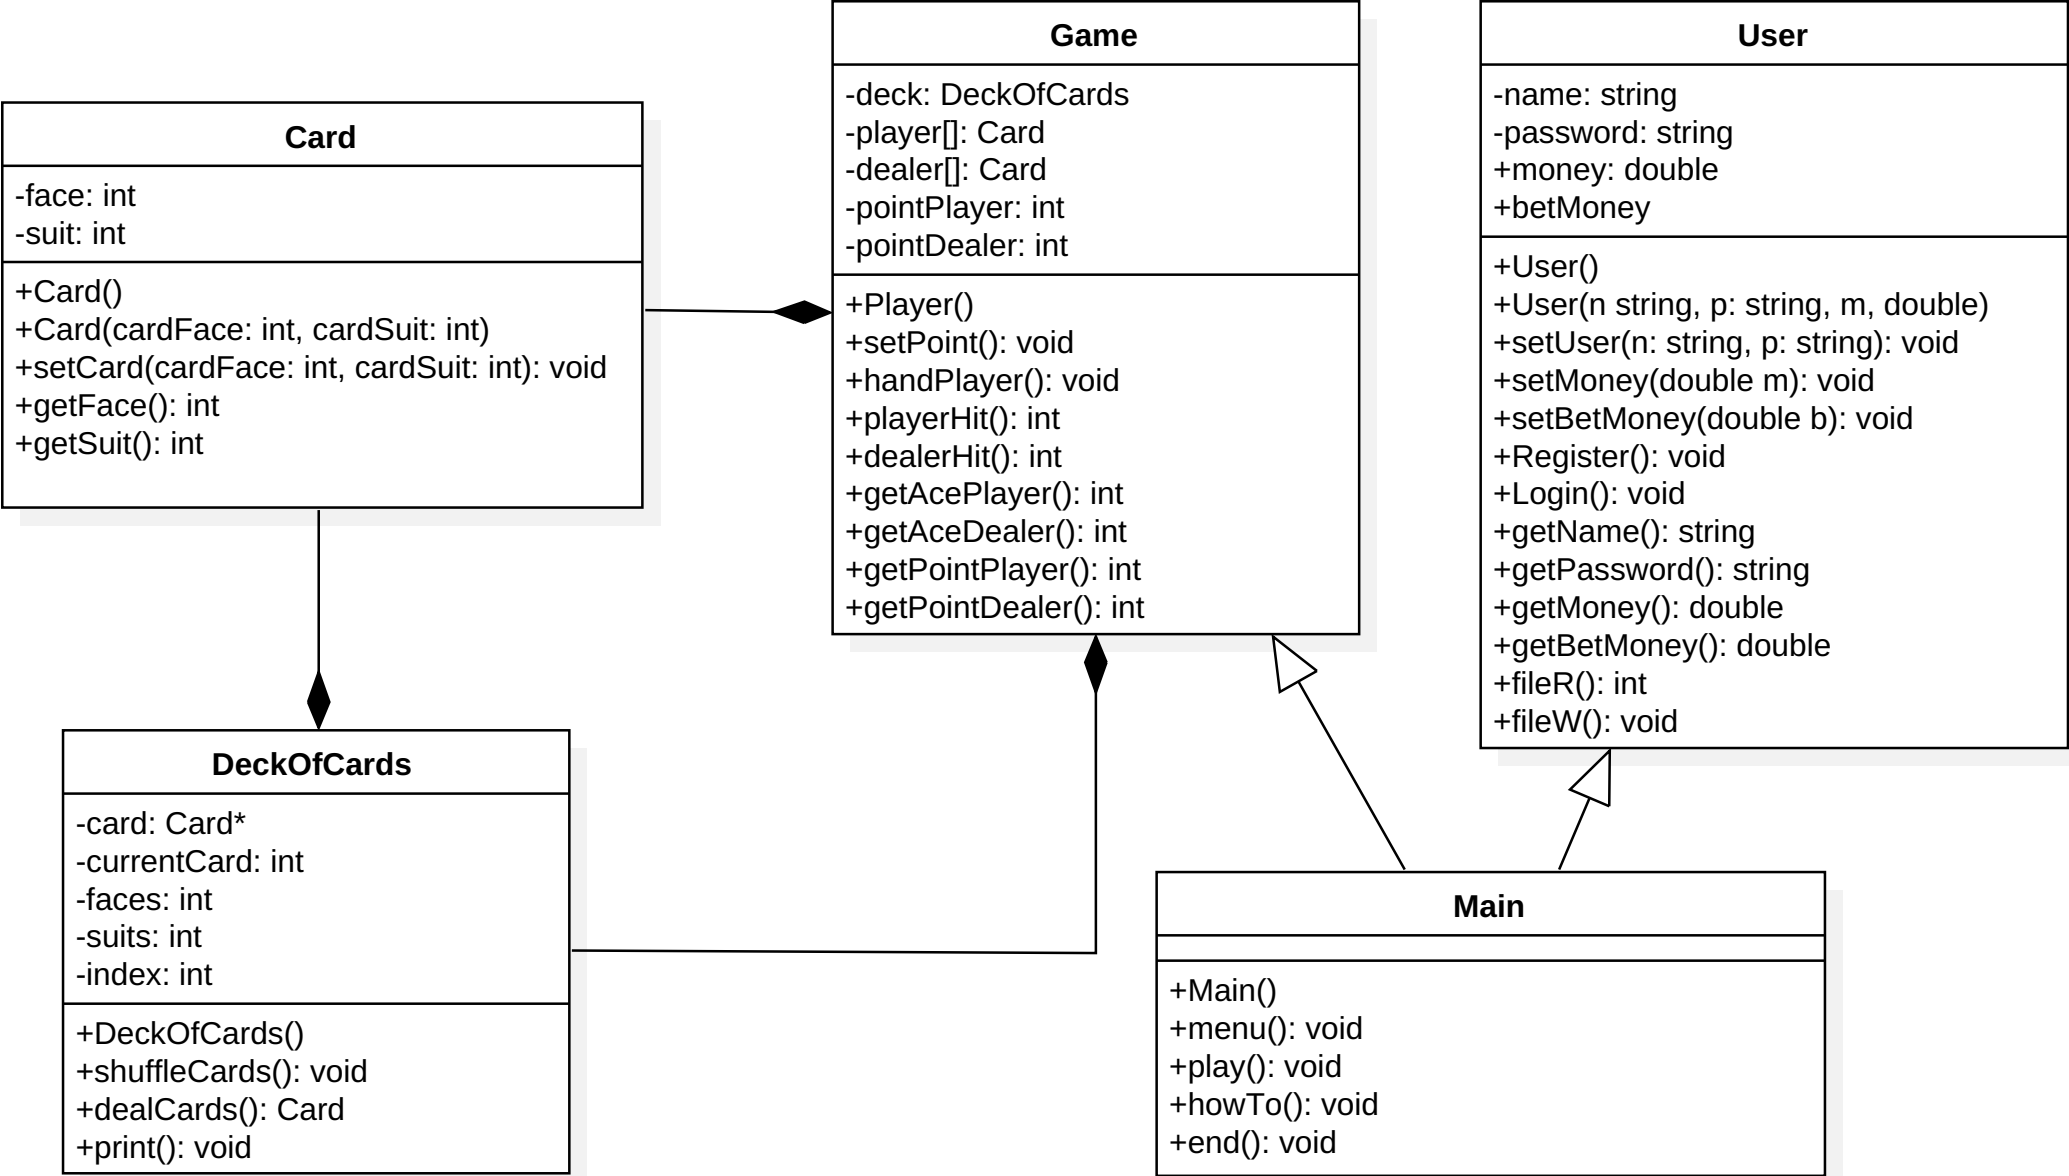 Card
-face: int
-suit: int
+Card()
+Card(cardFace: int, cardSuit: int)
+setCard(cardFace: int, cardSuit: int): void
+getFace(): int
+getSuit(): int
Game
-deck: DeckOfCards
-player[]: Card
-dealer[]: Card
-pointPlayer: int
-pointDealer: int
+Player()
+setPoint(): void
+handPlayer(): void
+playerHit(): int
+dealerHit(): int
+getAcePlayer(): int
+getAceDealer(): int
+getPointPlayer(): int
+getPointDealer(): int
User
-name: string
-password: string
+money: double
+betMoney
+User()
+User(n string, p: string, m, double)
+setUser(n: string, p: string): void
+setMoney(double m): void
+setBetMoney(double b): void
+Register(): void
+Login(): void
+getName(): string
+getPassword(): string
+getMoney(): double
+getBetMoney(): double
+fileR(): int
+fileW(): void
DeckOfCards
-card: Card*
-currentCard: int
-faces: int
-suits: int
-index: int
+DeckOfCards()
+shuffleCards(): void
+dealCards(): Card
+print(): void
Main
+Main()
+menu(): void
+play(): void
+howTo(): void
+end(): void